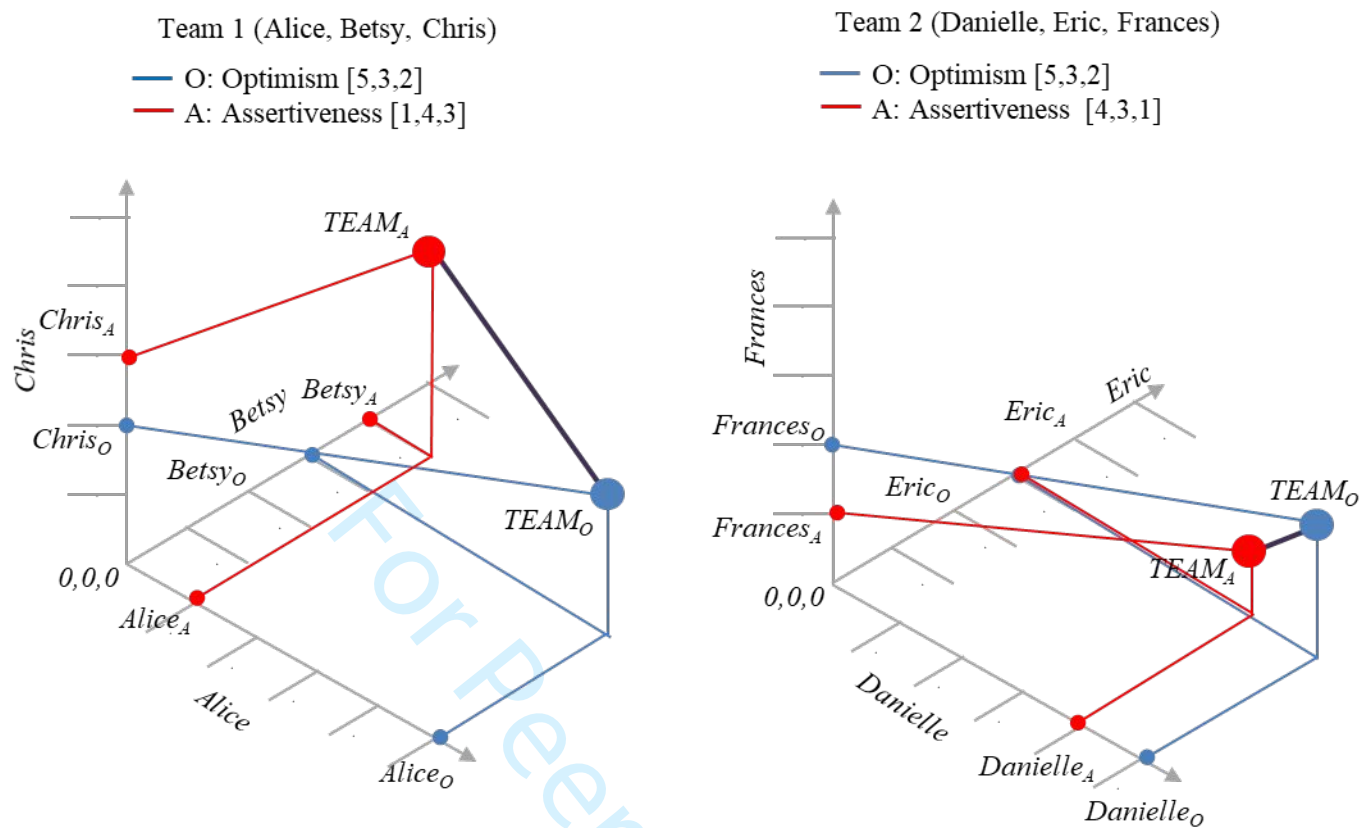 Team 1 (Alice, Betsy, Chris)
O: Optimism [5,3,2]
A: Assertiveness [1,4,3]
TEAM_A
Chris_A
Chris
Betsy_A
Betsy
Chris_O
Betsy_O
TEAM_O
0,0,0
Alice_A
Alice
Alice_O
Team 2 (Danielle, Eric, Frances)
O: Optimism [5,3,2]
A: Assertiveness [4,3,1]
Frances
Eric
Eric_A
Frances_O
Eric_O
TEAM_O
Frances_A
TEAM_A
0,0,0
Danielle
Danielle_A
Danielle_O
For Peer